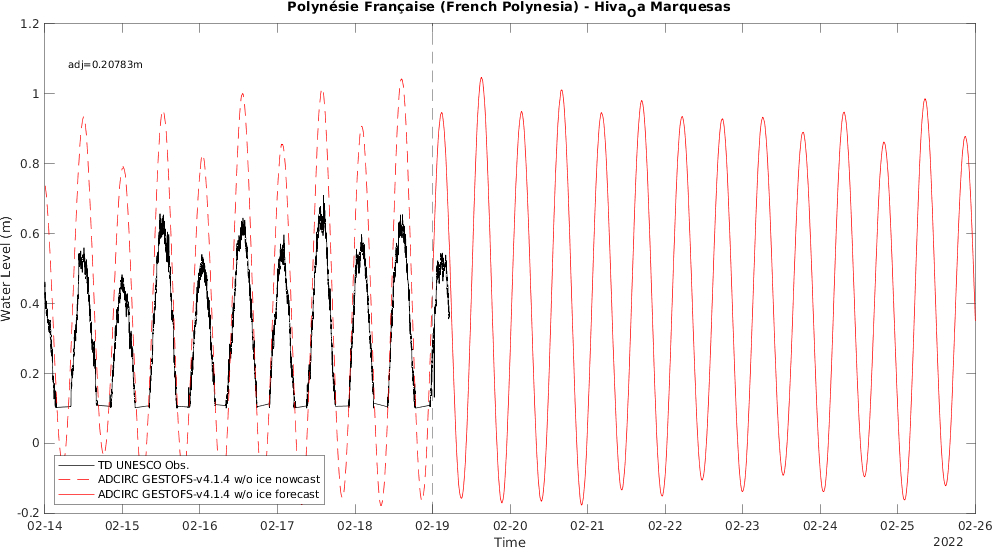 Polynésie Française (French Polynesia) - Hiva_Oa Marquesas
adj=0.20783m
Water Level (m)
1.2
1
0.8
0.6
0.4
0.2
0
-0.2
TD UNESCO Obs.
ADCIRC GESTOFS-v4.1.4 w/o ice nowcast
ADCIRC GESTOFS-v4.1.4 w/o ice forecast
02-14 02-15 02-16 02-17 02-18 02-19 02-20 02-21 02-22 02-23 02-24 02-25 02-26
Time
2022